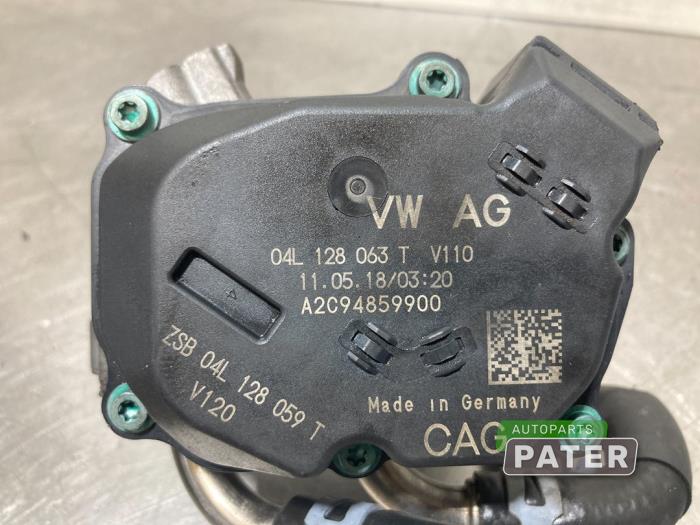 VW AG
04L 128 063 T V110
11.05.18/03:20
A2C94859900
ZSB 04L 128 059 T
V120
Made in Germany
CAG
AUTOPARTS
PATER